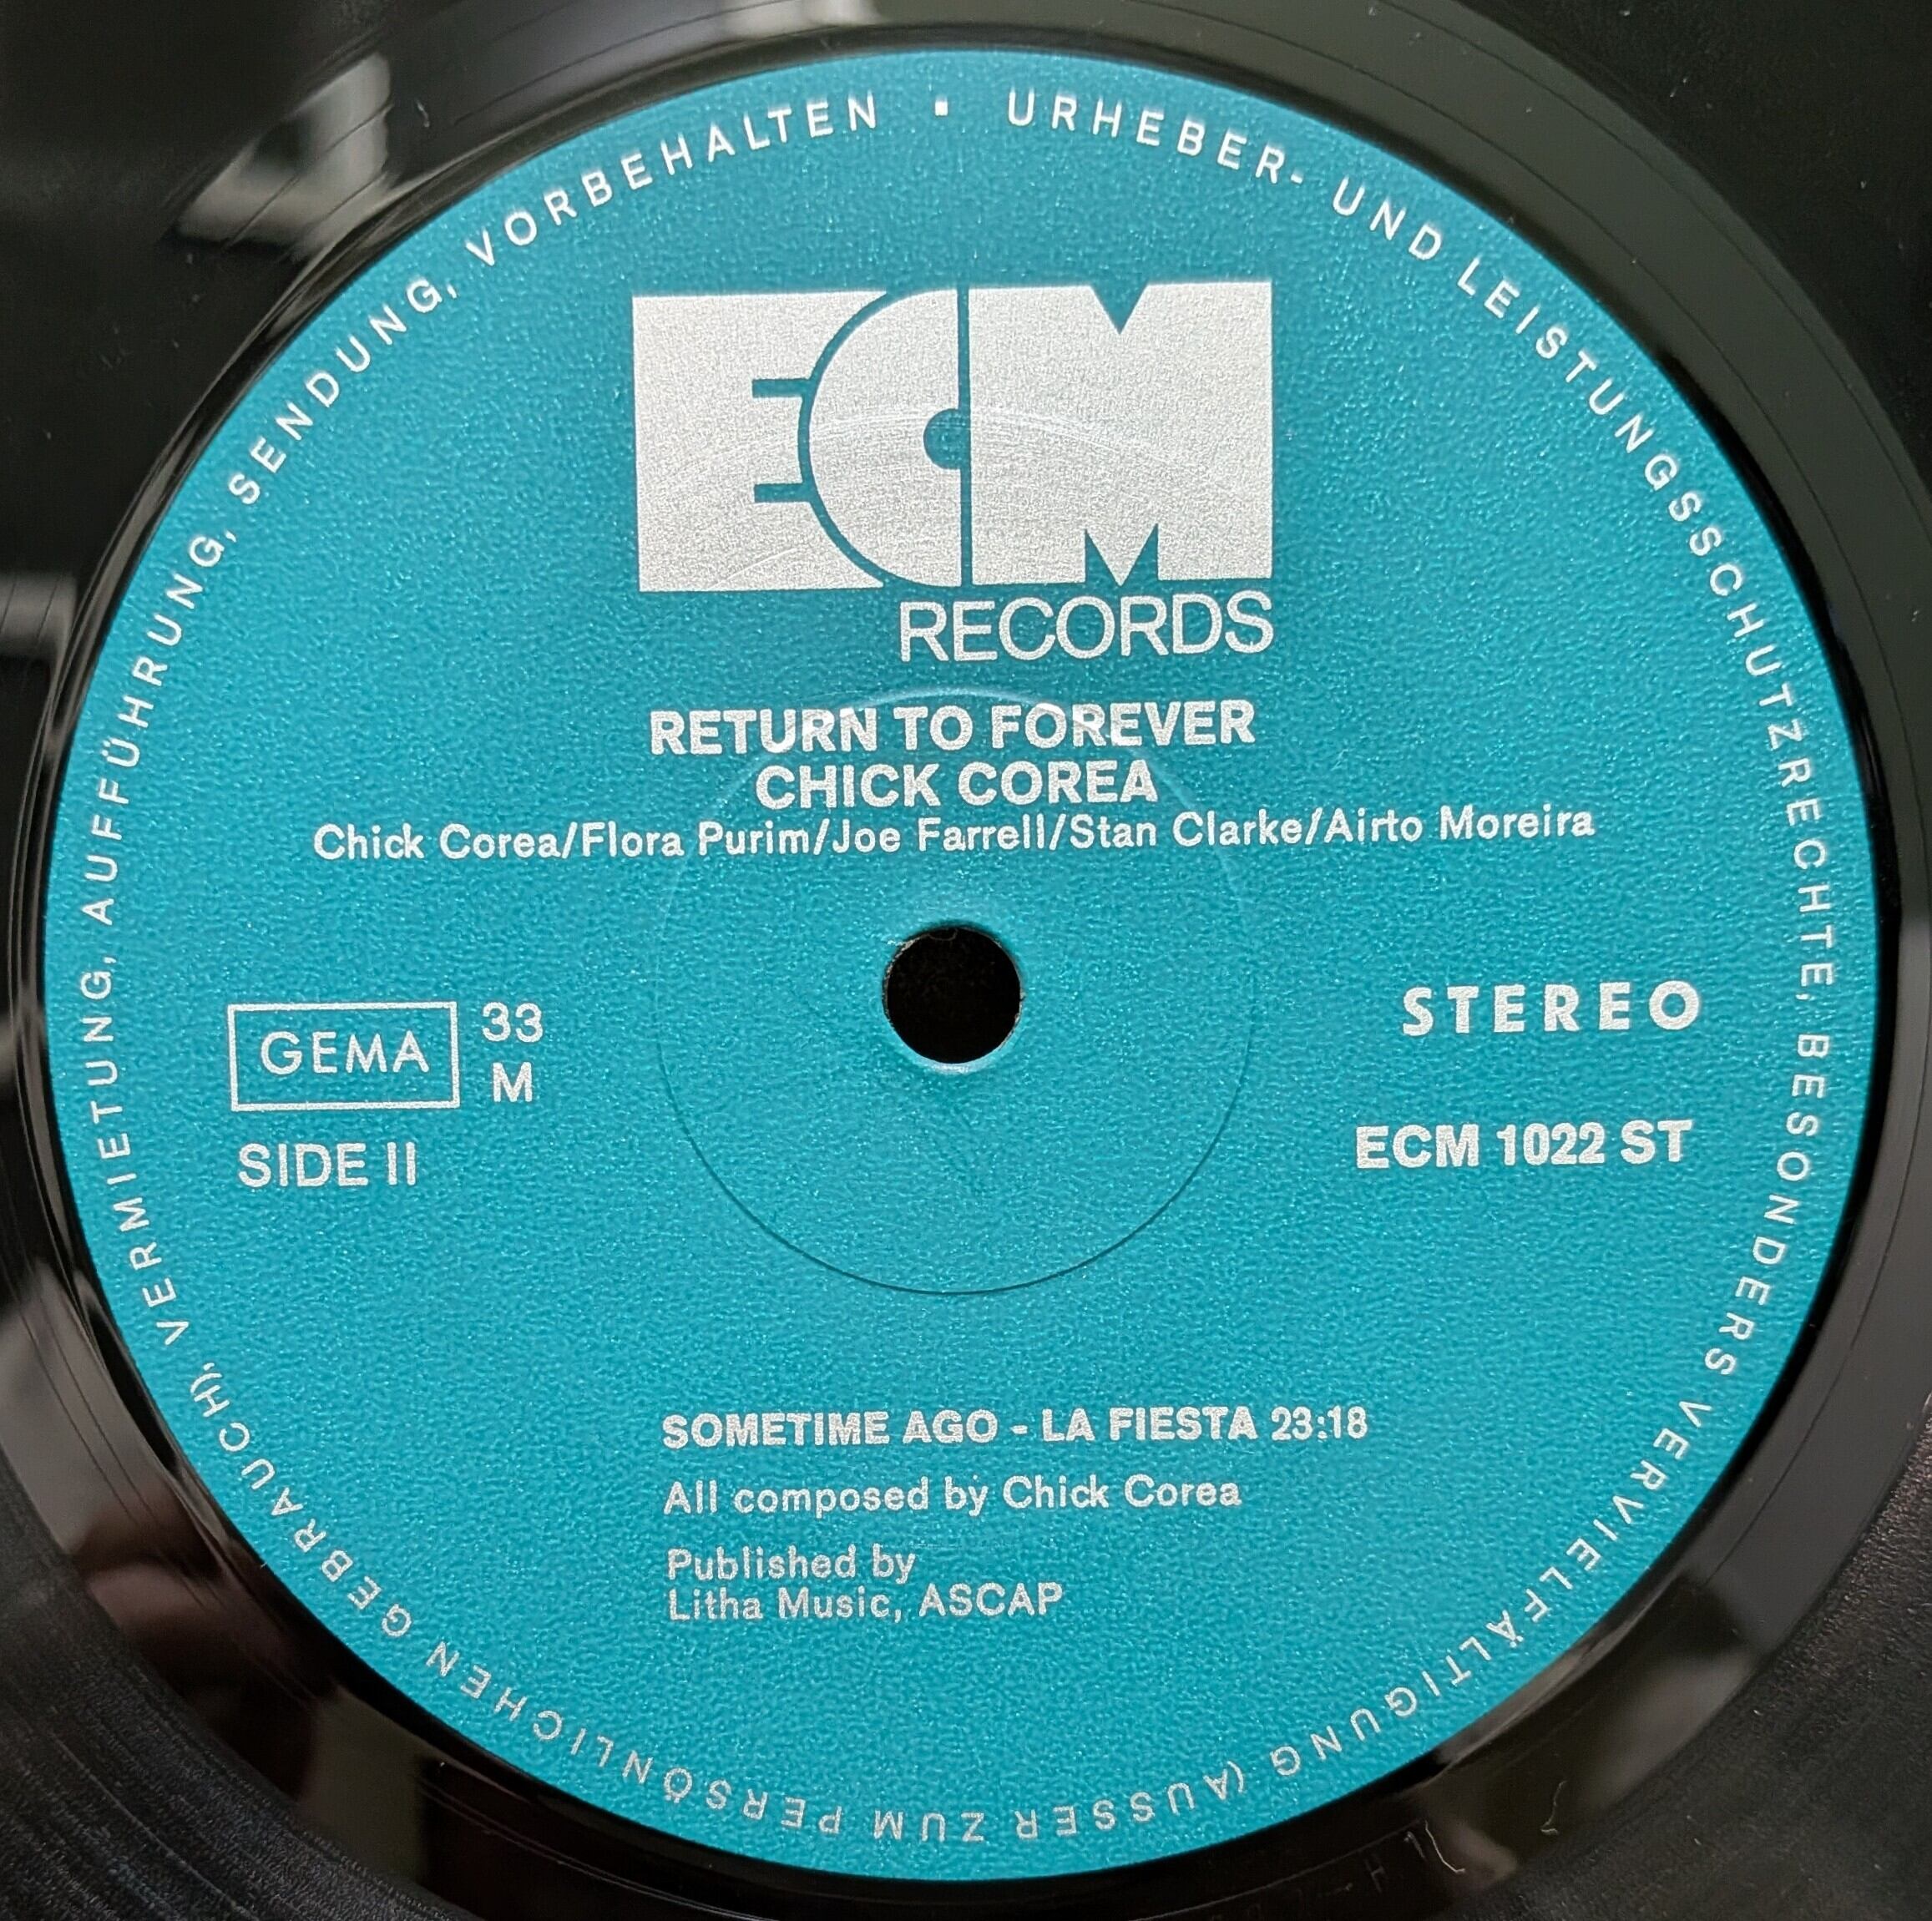 URHEBER- UND LEISTUNGSSCHUTZRECHTE, BESONDERS VERVIELFÄLTIGUNG (AUSSER ZUM PERSÖNLICHEN GEBRAUCH), VERMIETUNG, AUFFÜHRUNG, SENDUNG, VORBEHALTEN ▪
ECM
RECORDS
RETURN TO FOREVER
CHICK COREA
Chick Corea/Flora Purim/Joe Farrell/Stan Clarke/Airto Moreira
GEMA
33
M
SIDE II
STEREO
ECM 1022 ST
SOMETIME AGO - LA FIESTA 23:18
All composed by Chick Corea
Published by
Litha Music, ASCAP